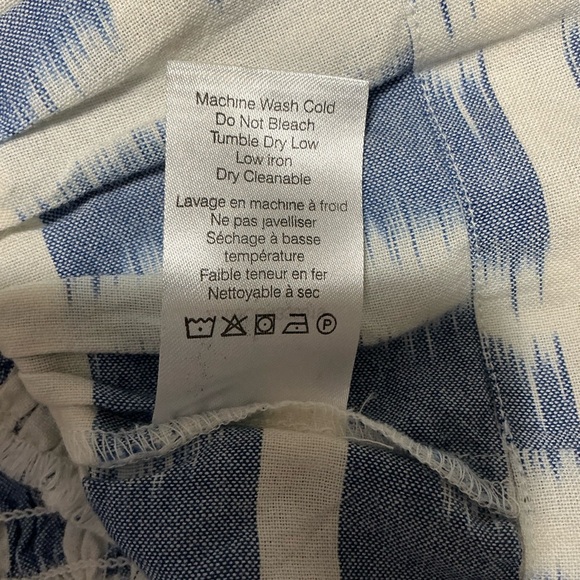 Machine Wash Cold
Do Not Bleach
Tumble Dry Low
Low iron
Dry Cleanable
Lavage en machine à froid
Ne pas javelliser
Séchage à basse
température
Faible teneur en fer
Nettoyable à sec
P